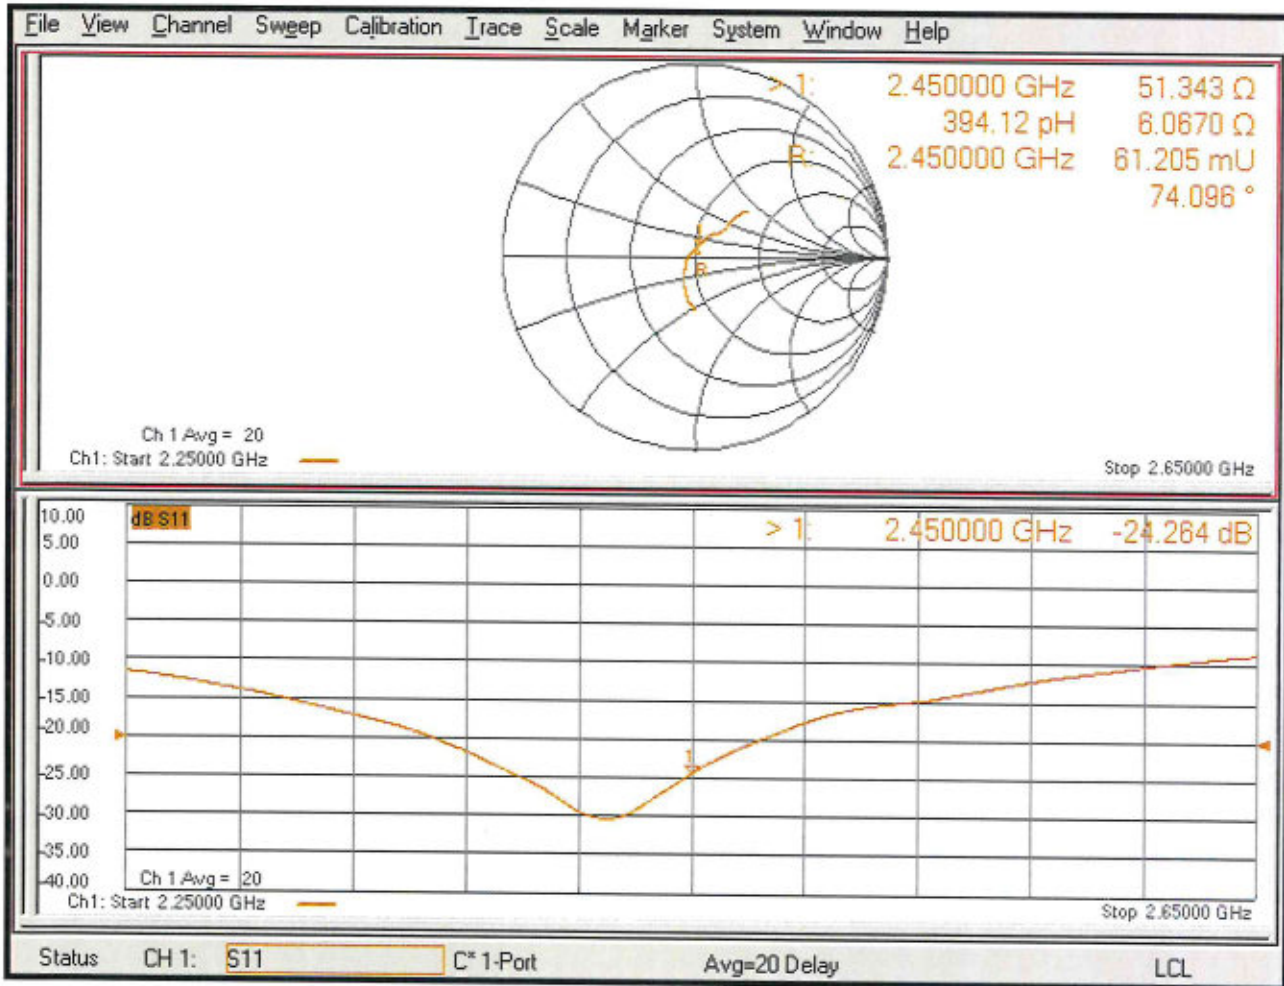 File View Channel Sweep Calibration Trace Scale Marker System Window Help
> 1: 2.450000 GHz 51.343 Ω
394.12 pH 6.0670 Ω
R: 2.450000 GHz 61.205 mU
74.096 °
1
R
Ch 1 Avg = 20
Ch1: Start 2.25000 GHz
Stop 2.65000 GHz
10.00
dB S11
> 1: 2.450000 GHz -24.264 dB
5.00
0.00
-5.00
-10.00
-15.00
-20.00
1
-25.00
-30.00
-35.00
-40.00
Ch 1 Avg = 20
Ch1: Start 2.25000 GHz
Stop 2.65000 GHz
Status CH 1: S11 C* 1-Port Avg=20 Delay LCL